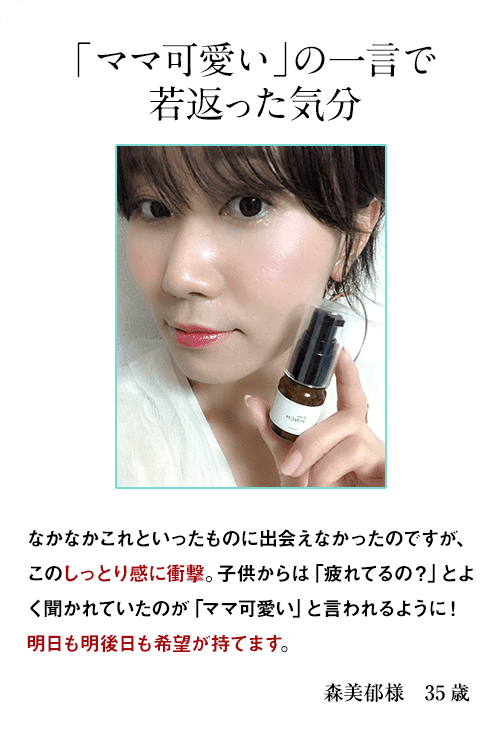 「ママ可愛い」の一言で
若返った気分
なかなかこれといったものに出会えなかったのですが、
このしっとり感に衝撃。子供からは「疲れてるの？」とよ
く聞かれていたのが「ママ可愛い」と言われるように！
明日も明後日も希望が持てます。
森美郁様　35歳